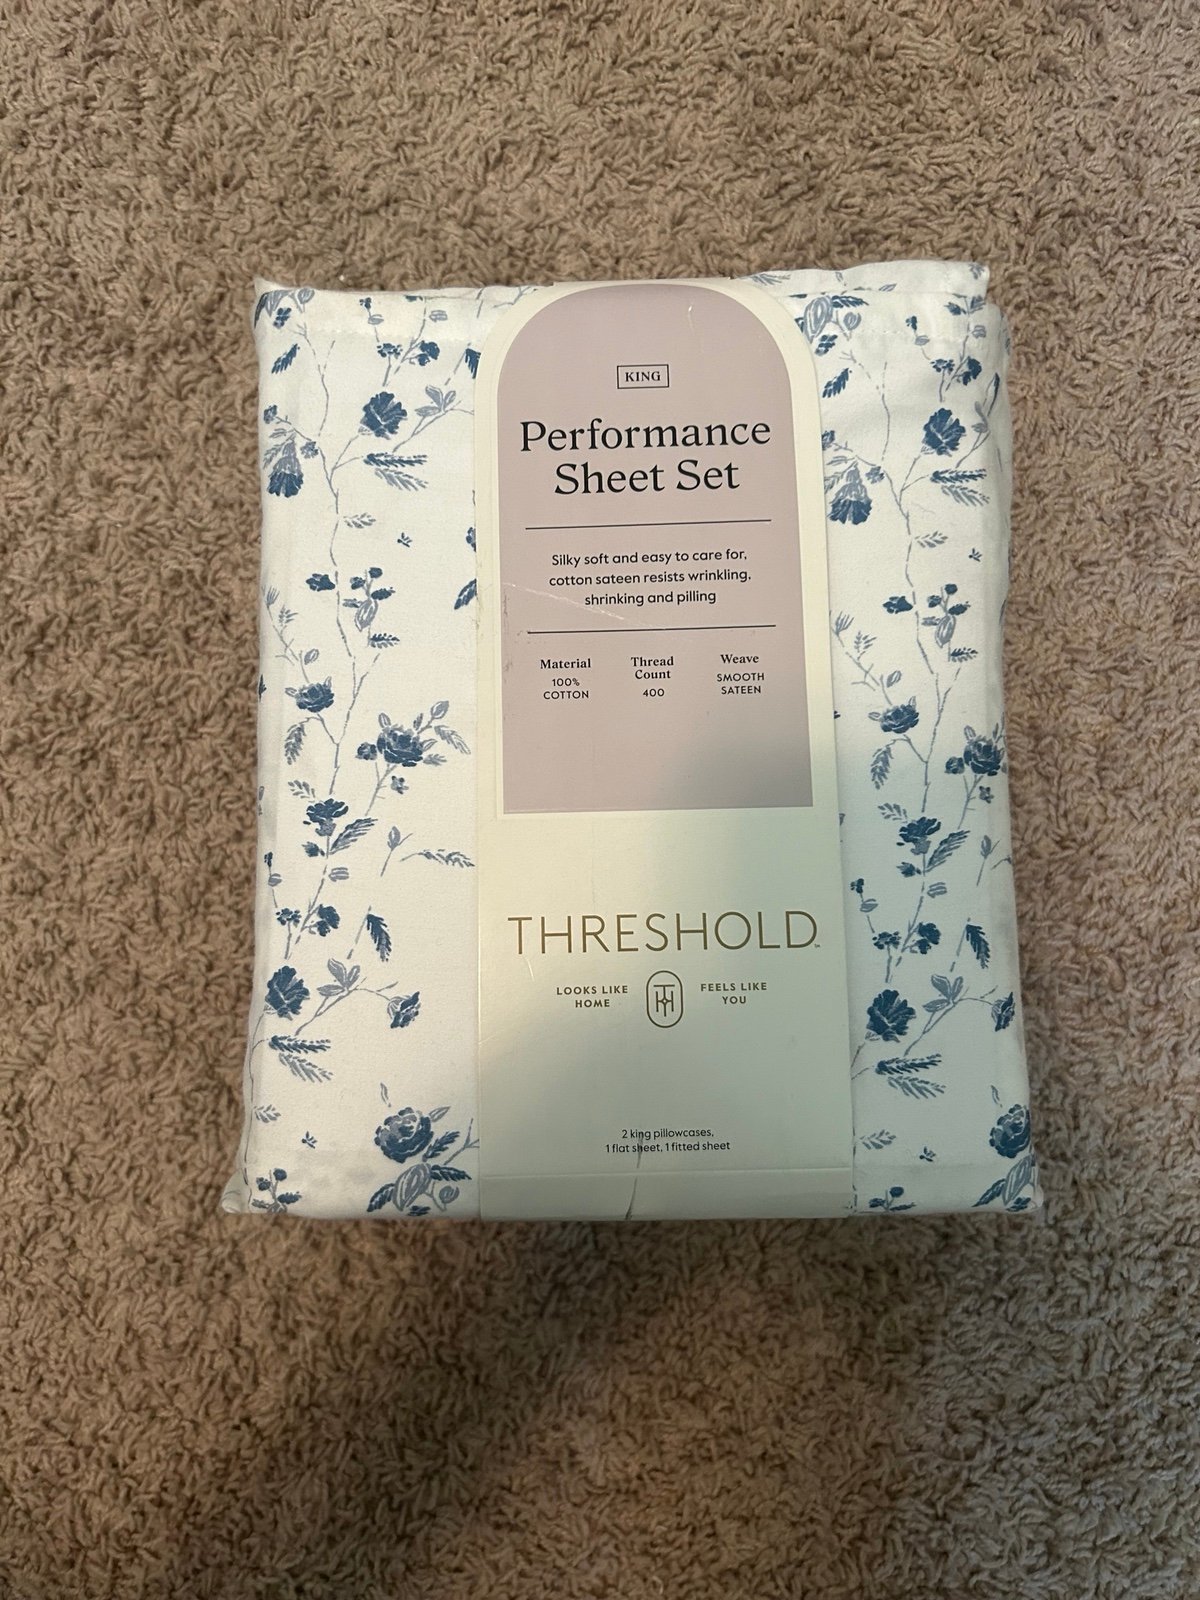 KING
Performance
Sheet Set
Silky soft and easy to care for,
cotton sateen resists wrinkling,
shrinking and pilling
Material
100%
COTTON
Thread
Count
400
Weave
SMOOTH
SATEEN
THRESHOLD™
LOOKS LIKE
HOME
FEELS LIKE
YOU
2 king pillowcases,
1 flat sheet, 1 fitted sheet